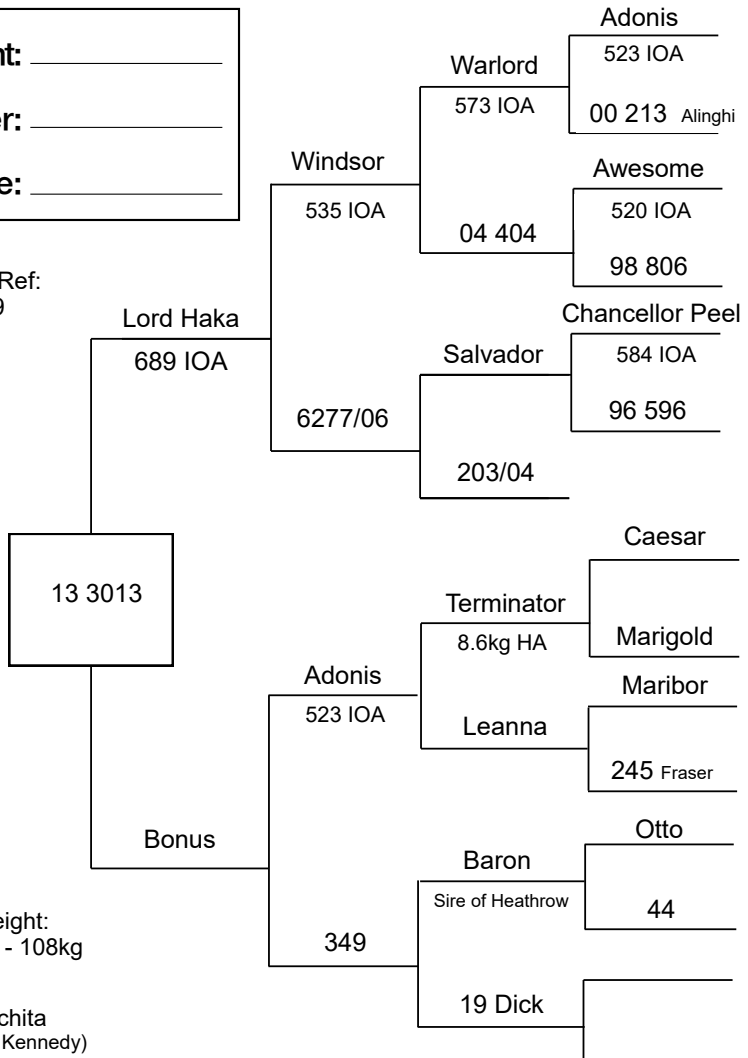 nt:
er:
e:
Ref:
9
Lord Haka
689 IOA
Windsor
535 IOA
Warlord
573 IOA
Adonis
523 IOA
00 213 Alinghi
04 404
Awesome
520 IOA
98 806
6277/06
Salvador
Chancellor Peel
584 IOA
96 596
203/04
13 3013
Bonus
Adonis
523 IOA
Terminator
8.6kg HA
Caesar
Marigold
Leanna
Maribor
245 Fraser
349
Baron
Sire of Heathrow
Otto
44
19 Dick
eight:
- 108kg
chita
Kennedy)